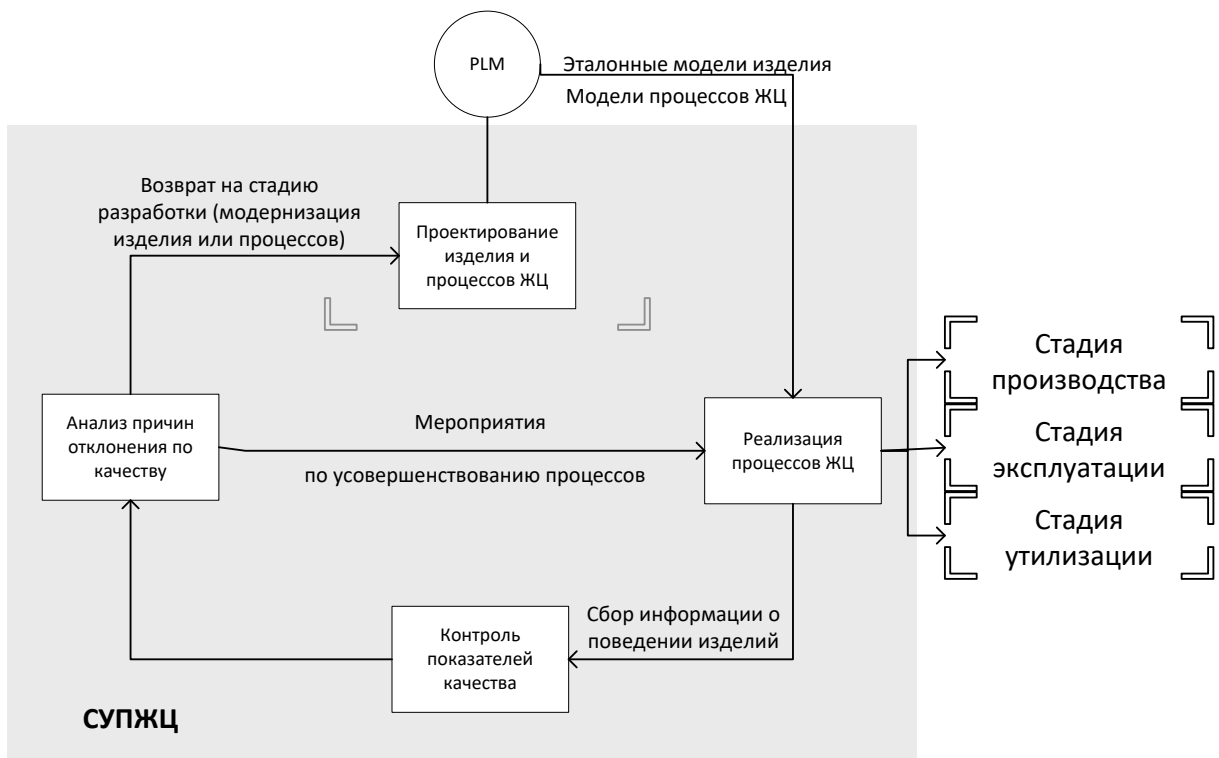 PLM
Эталонные модели изделия
Модели процессов ЖЦ
Возврат на стадию
разработки (модернизация
изделия или процессов)
Проектирование
изделия и
процессов ЖЦ
Стадия
производства
Анализ причин
отклонения по
качеству
Мероприятия
по усовершенствованию процессов
Реализация
процессов ЖЦ
Стадия
эксплуатации
Стадия
утилизации
Контроль
показателей
качества
Сбор информации о
поведении изделий
СУПЖЦ